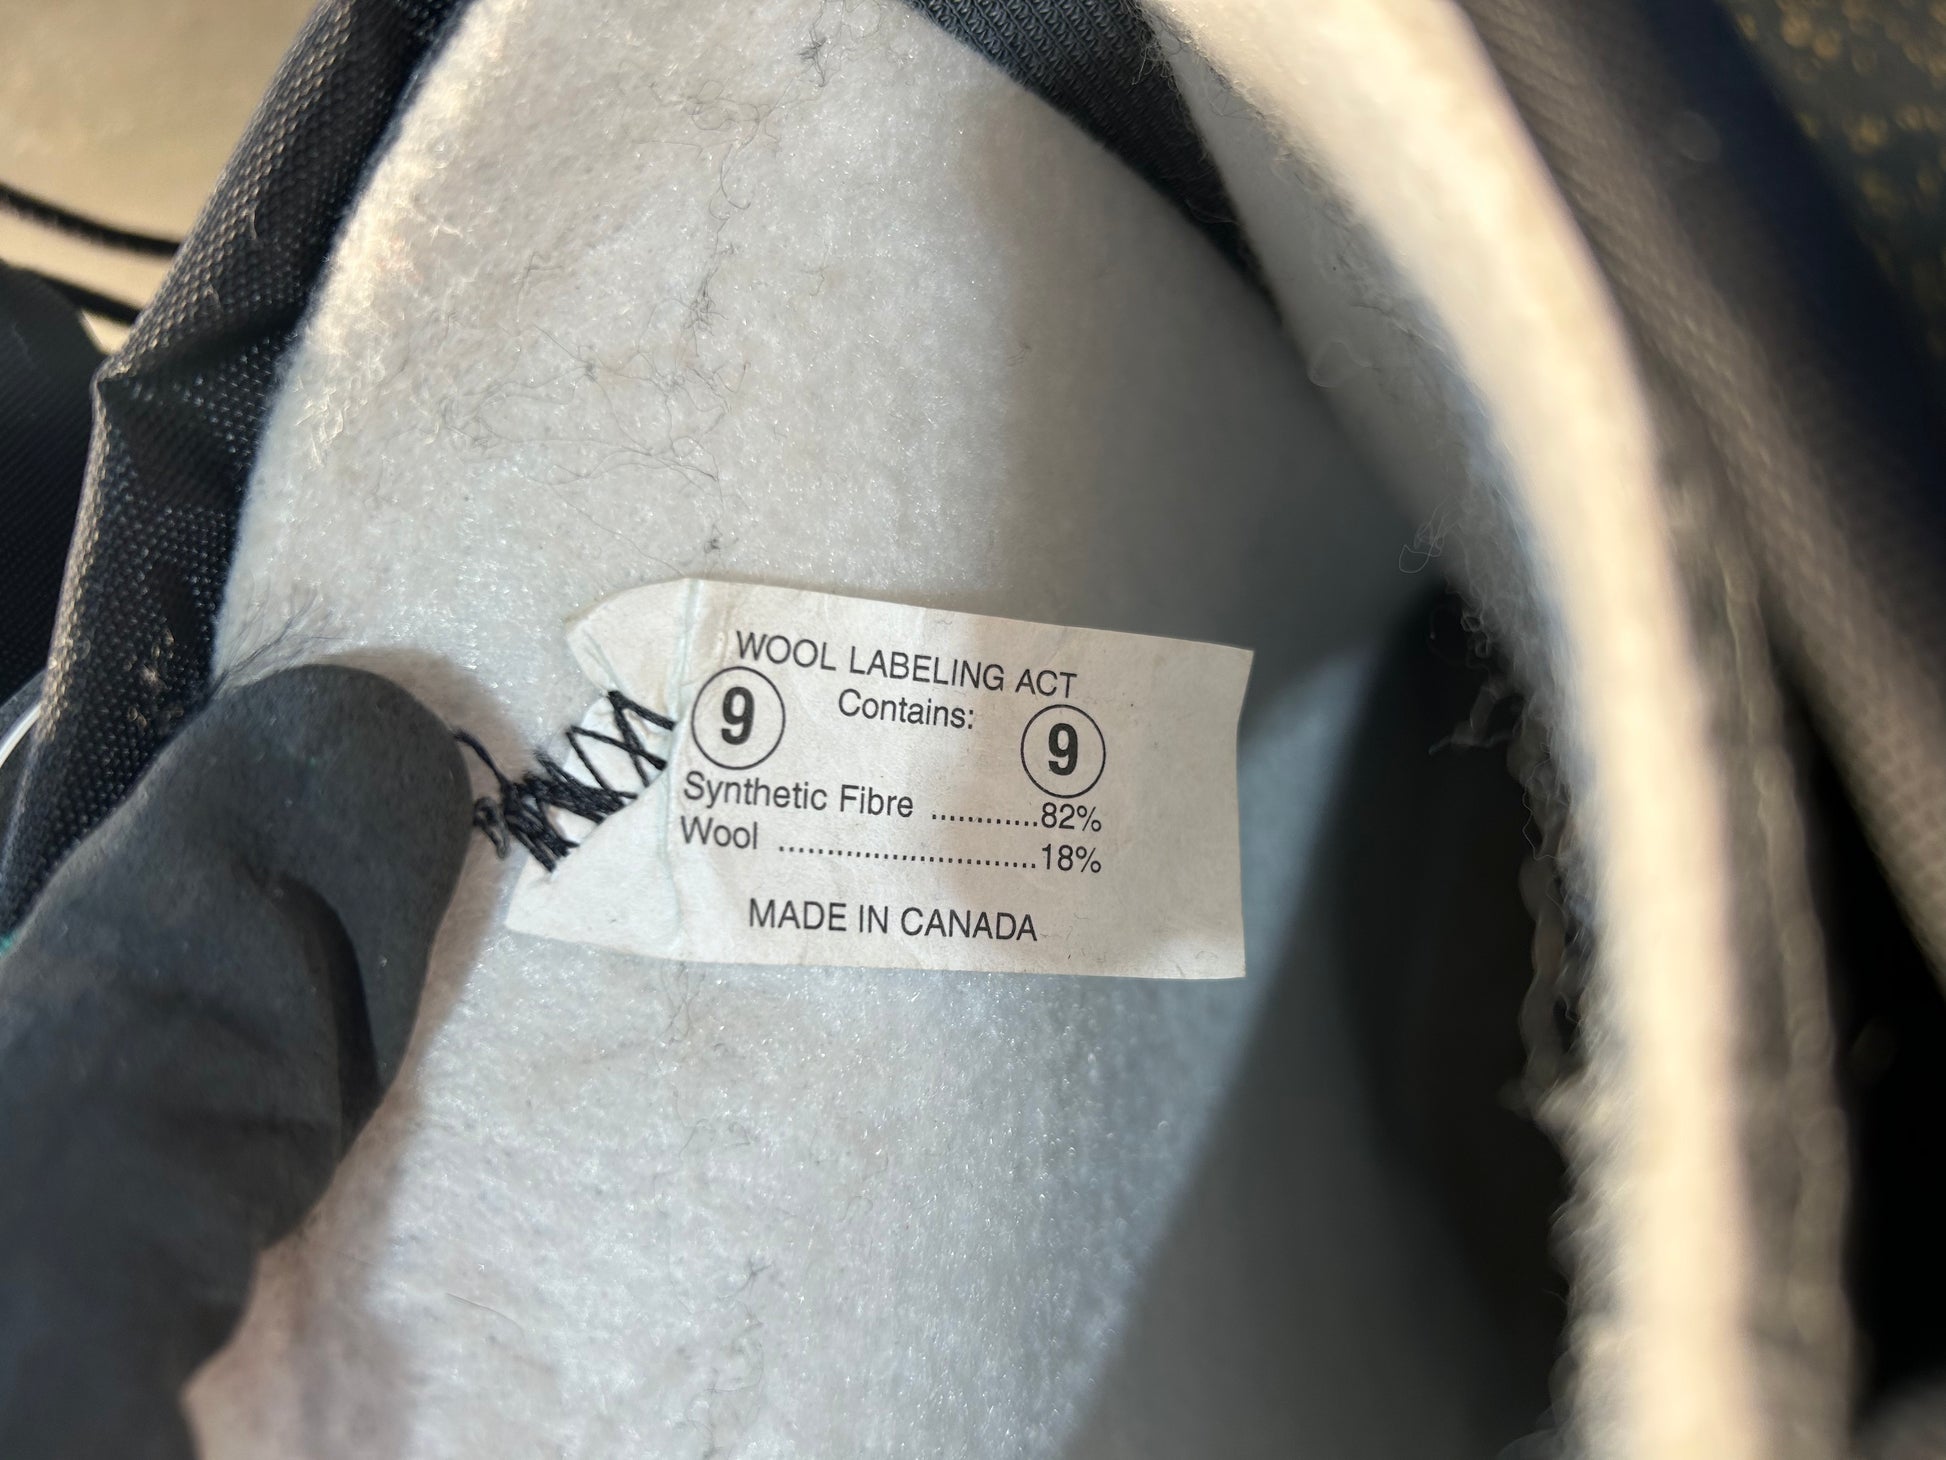 WOOL LABELING ACT
9 Contains: 9
Synthetic Fibre ............82%
Wool ............................18%
MADE IN CANADA